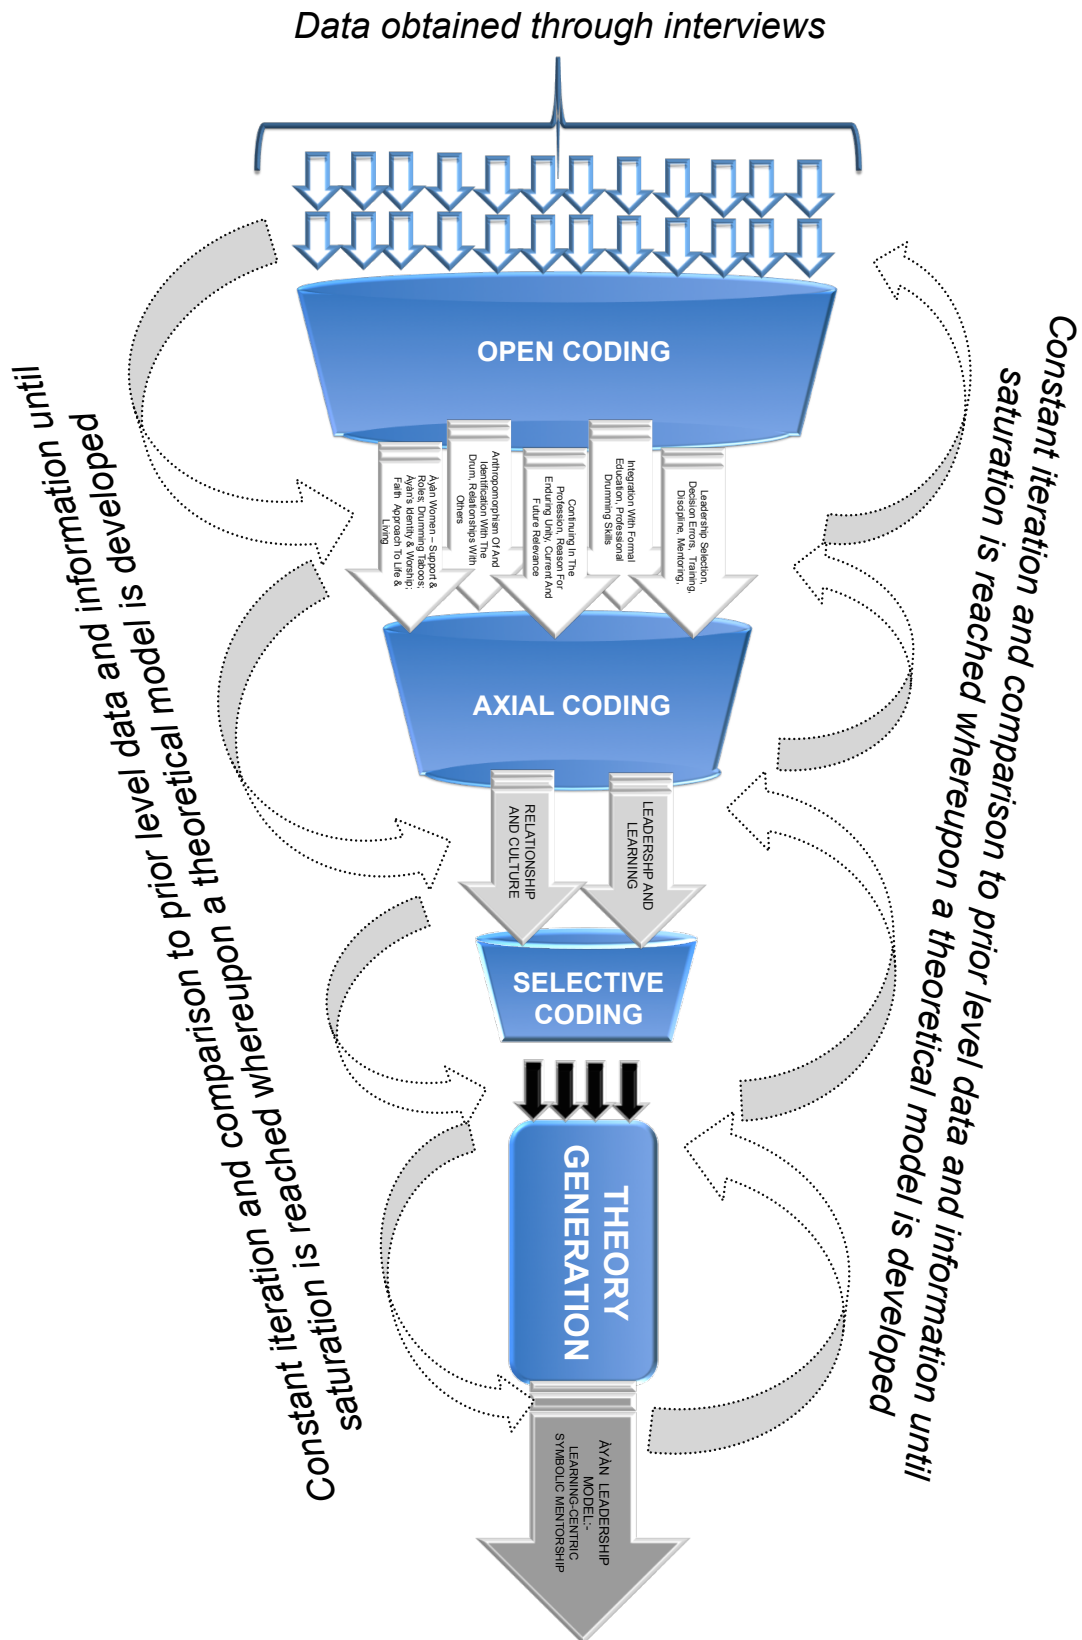 Data obtained through interviews
OPEN CODING
Àyàn Women – Support &
Roles; Drumming Taboos;
Àyàn's Identity & Worship;
Faith Approach To Life &
Living
Anthropomorphism Of And
Identification With The
Drum, Relationships With
Others
Continuing In The
Profession, Reason For
Enduring Unity, Current And
Future Relevance
Integration With Formal
Education, Professional
Drumming Skills
Leadership Selection,
Decision Errors, Training,
Discipline, Mentoring,
AXIAL CODING
RELATIONSHIP
AND CULTURE
LEADERSHP AND
LEARNING
SELECTIVE
CODING
THEORY
GENERATION
ÀYÀN LEADERSHIP
MODEL:-
LEARNING-CENTRIC
SYMBOLIC MENTORSHIP
Constant iteration and comparison to prior level data and information until
saturation is reached whereupon a theoretical model is developed
Constant iteration and comparison to prior level data and information until
saturation is reached whereupon a theoretical model is developed